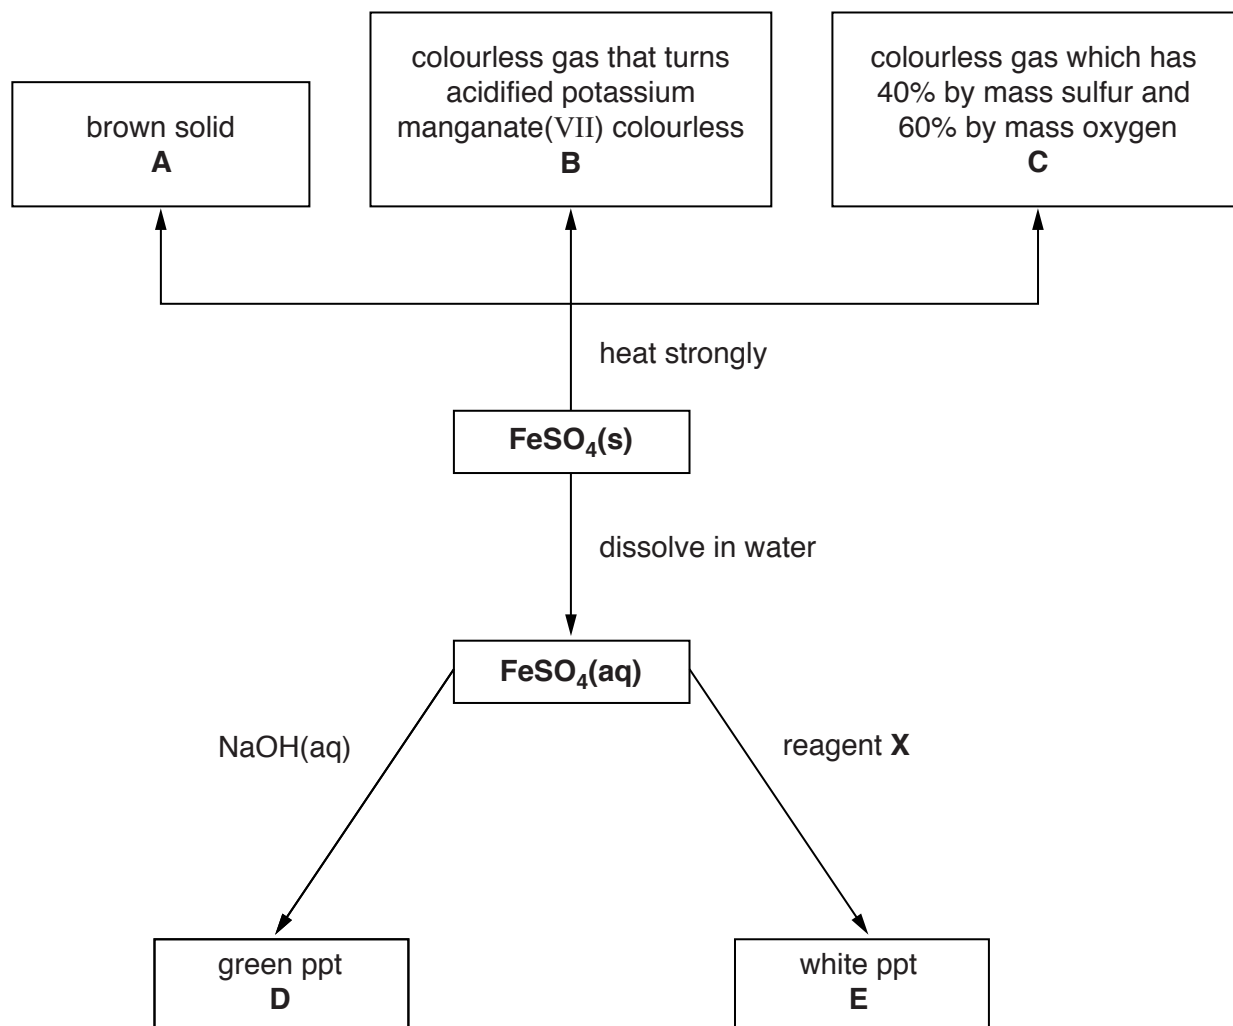 brown solid
A
colourless gas that turns
acidified potassium
manganate(VII) colourless
B
colourless gas which has
40% by mass sulfur and
60% by mass oxygen
C
heat strongly
FeSO₄(s)
dissolve in water
FeSO₄(aq)
NaOH(aq)
reagent X
green ppt
D
white ppt
E